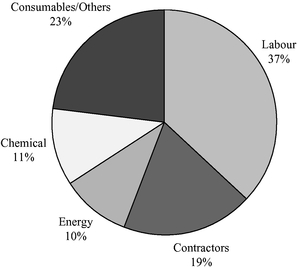 Consumables/Others
23%
Labour
37%
Chemical
11%
Energy
10%
Contractors
19%